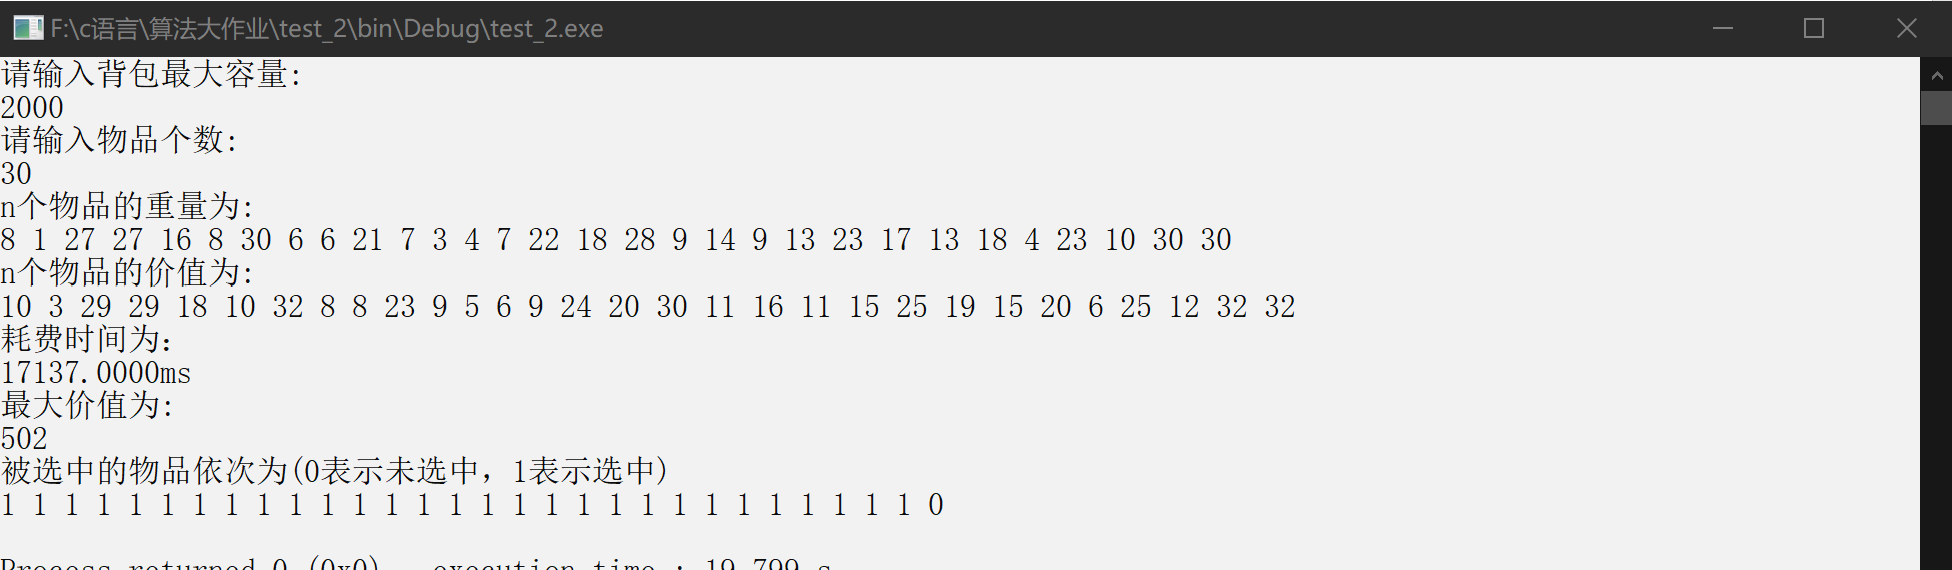 F:\c语言\算法大作业\test_2\bin\Debug\test_2.exe
请输入背包最大容量:
2000
请输入物品个数:
30
n个物品的重量为:
8 1 27 27 16 8 30 6 6 21 7 3 4 7 22 18 28 9 14 9 13 23 17 13 18 4 23 10 30 30
n个物品的价值为:
10 3 29 29 18 10 32 8 8 23 9 5 6 9 24 20 30 11 16 11 15 25 19 15 20 6 25 12 32 32
耗费时间为:
17137.0000ms
最大价值为:
502
被选中的物品依次为(0表示未选中，1表示选中)
1 1 1 1 1 1 1 1 1 1 1 1 1 1 1 1 1 1 1 1 1 1 1 1 1 1 1 1 1 0
Process returned 0 (0x0)   execution time : 19.799 s